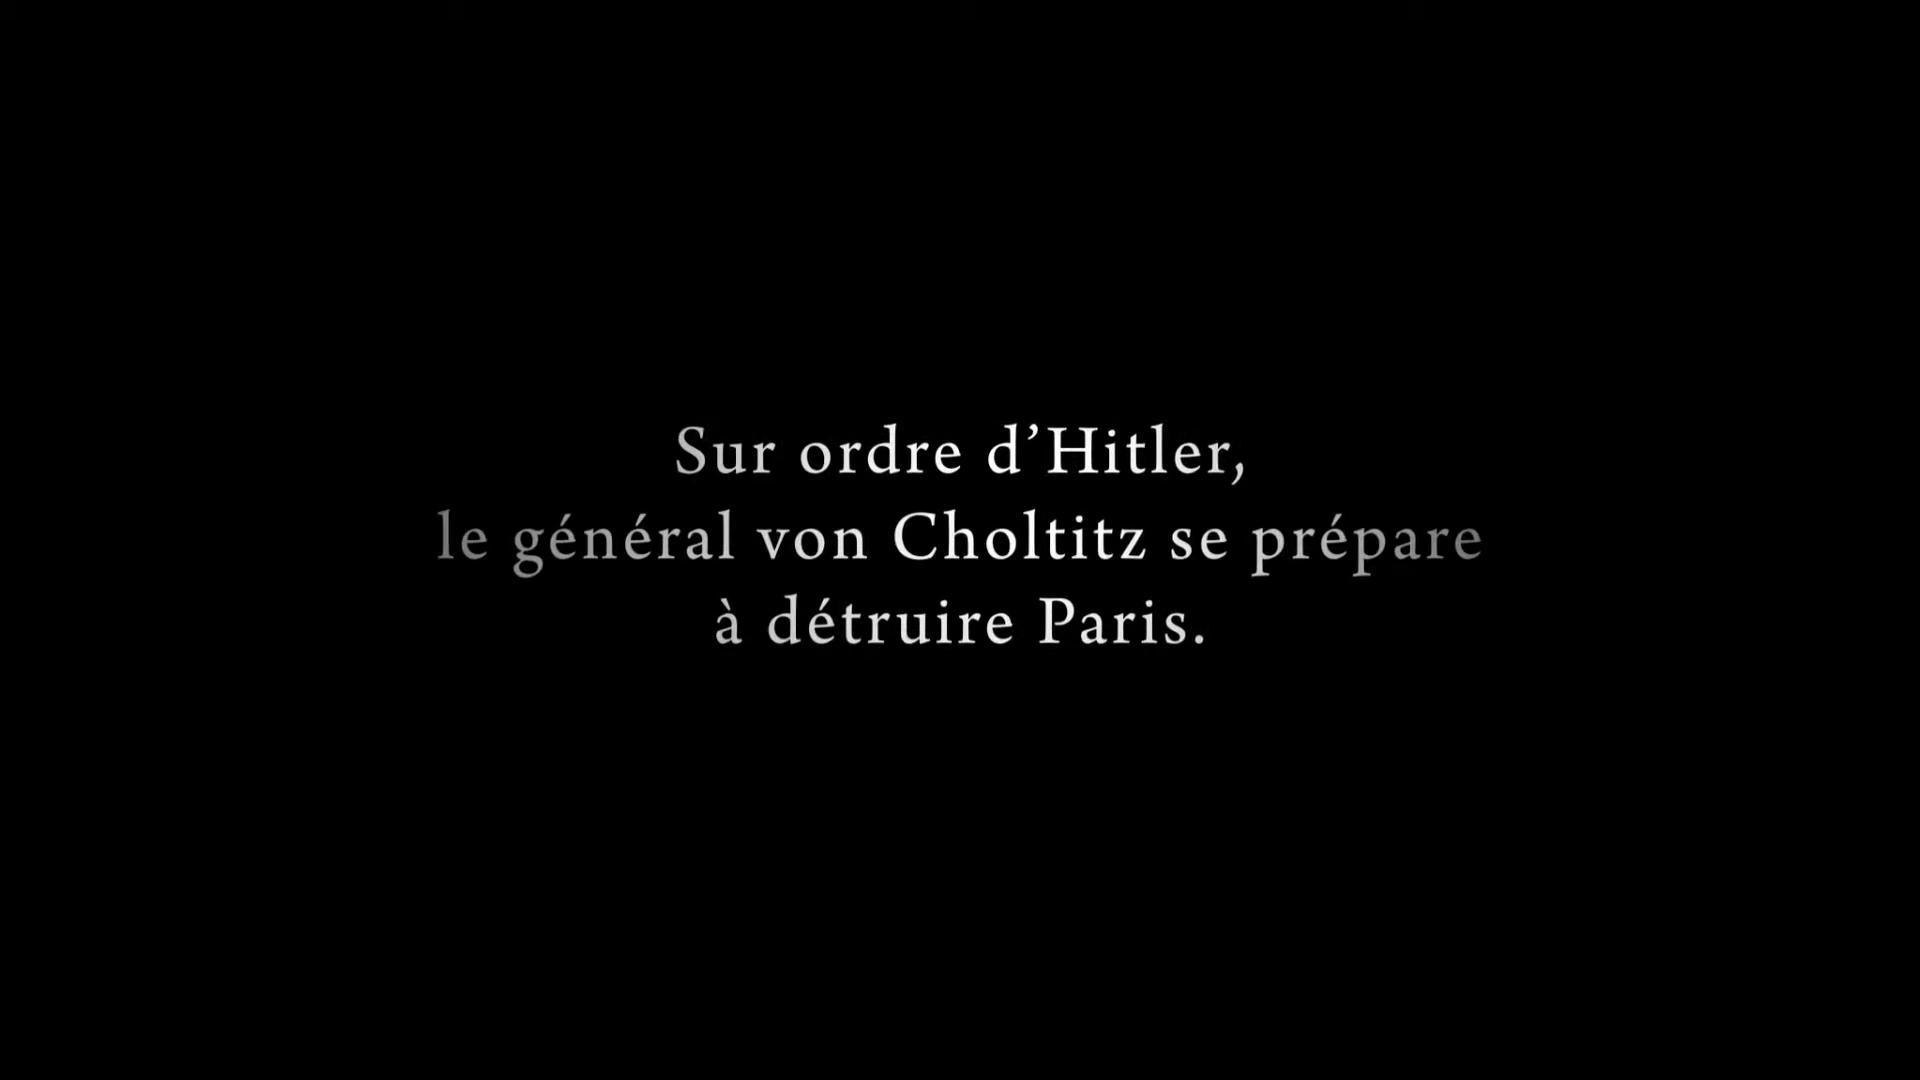 Sur ordre d’Hitler,
le général von Choltitz se prépare
à détruire Paris.